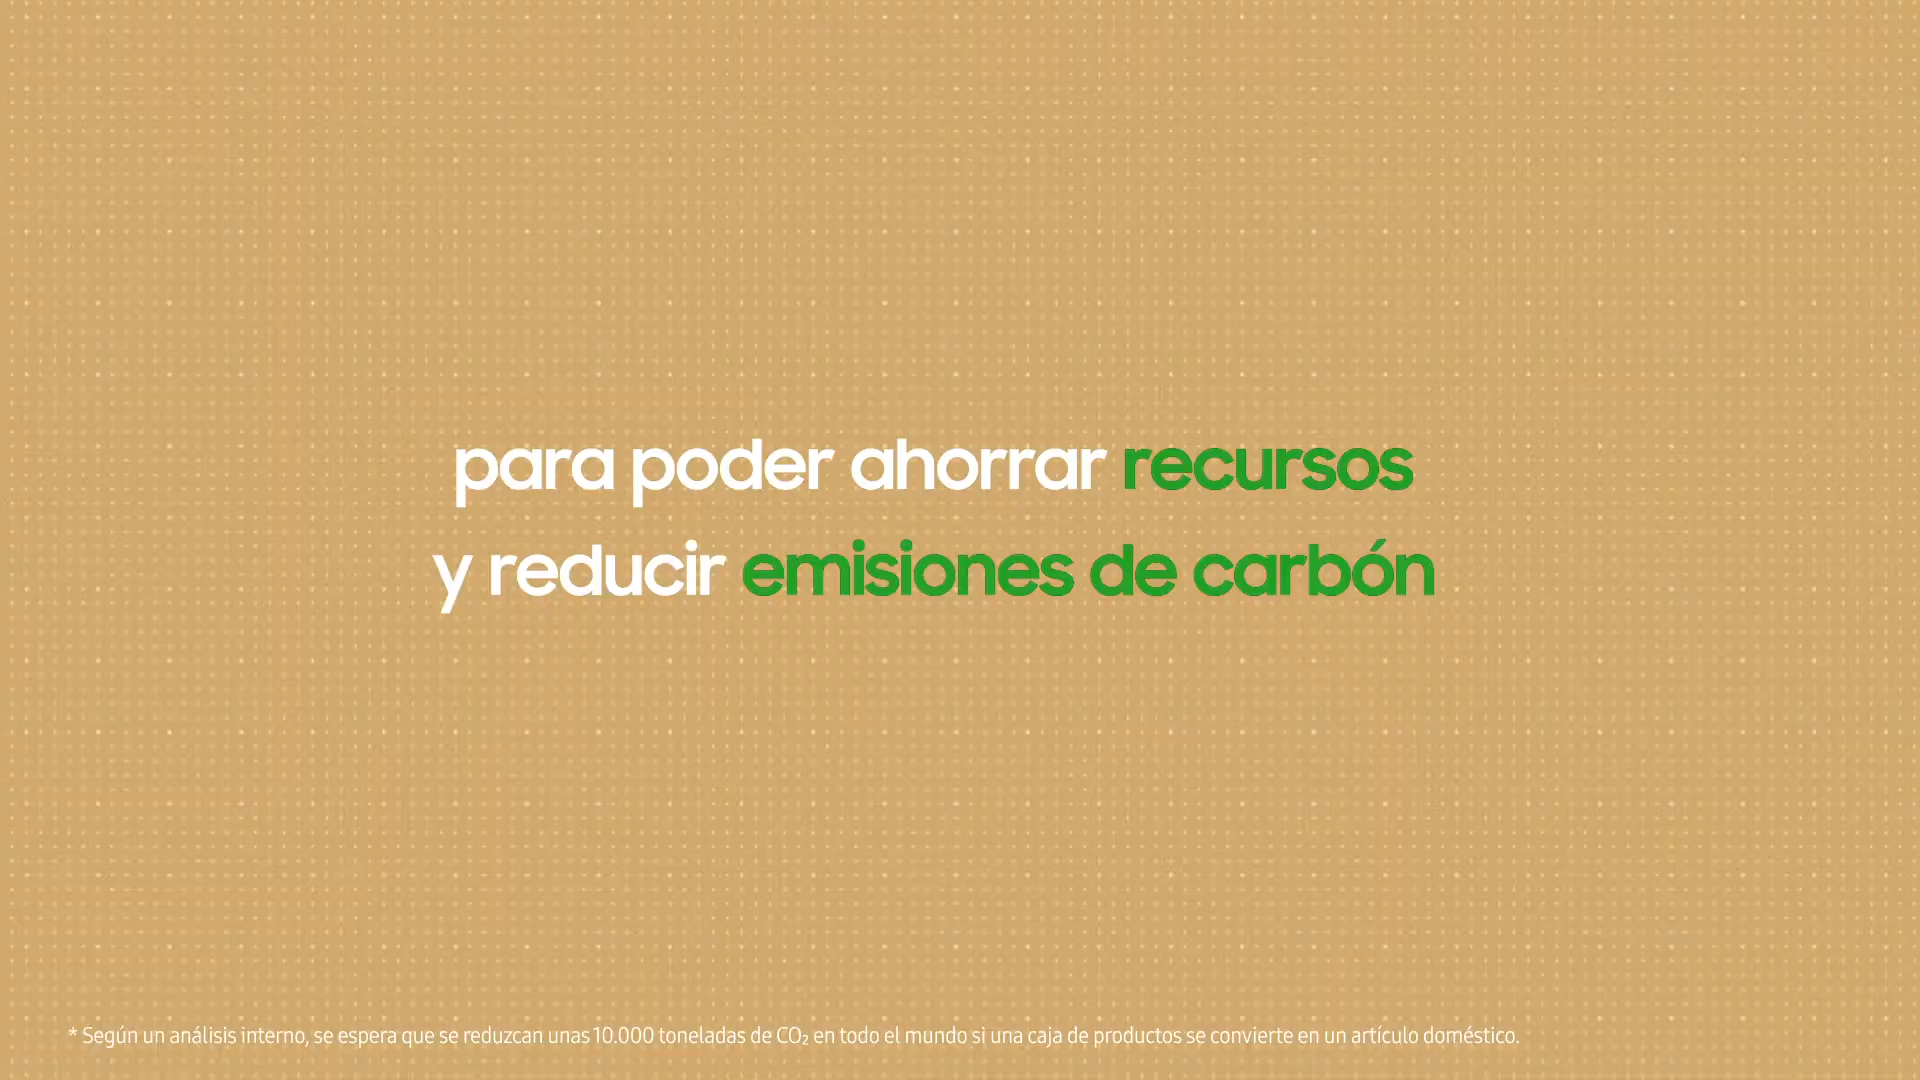 para poder ahorrar recursos
y reducir emisiones de carbón
* Según un análisis interno, se espera que se reduzcan unas 10.000 toneladas de CO₂ en todo el mundo si una caja de productos se convierte en un artículo doméstico.